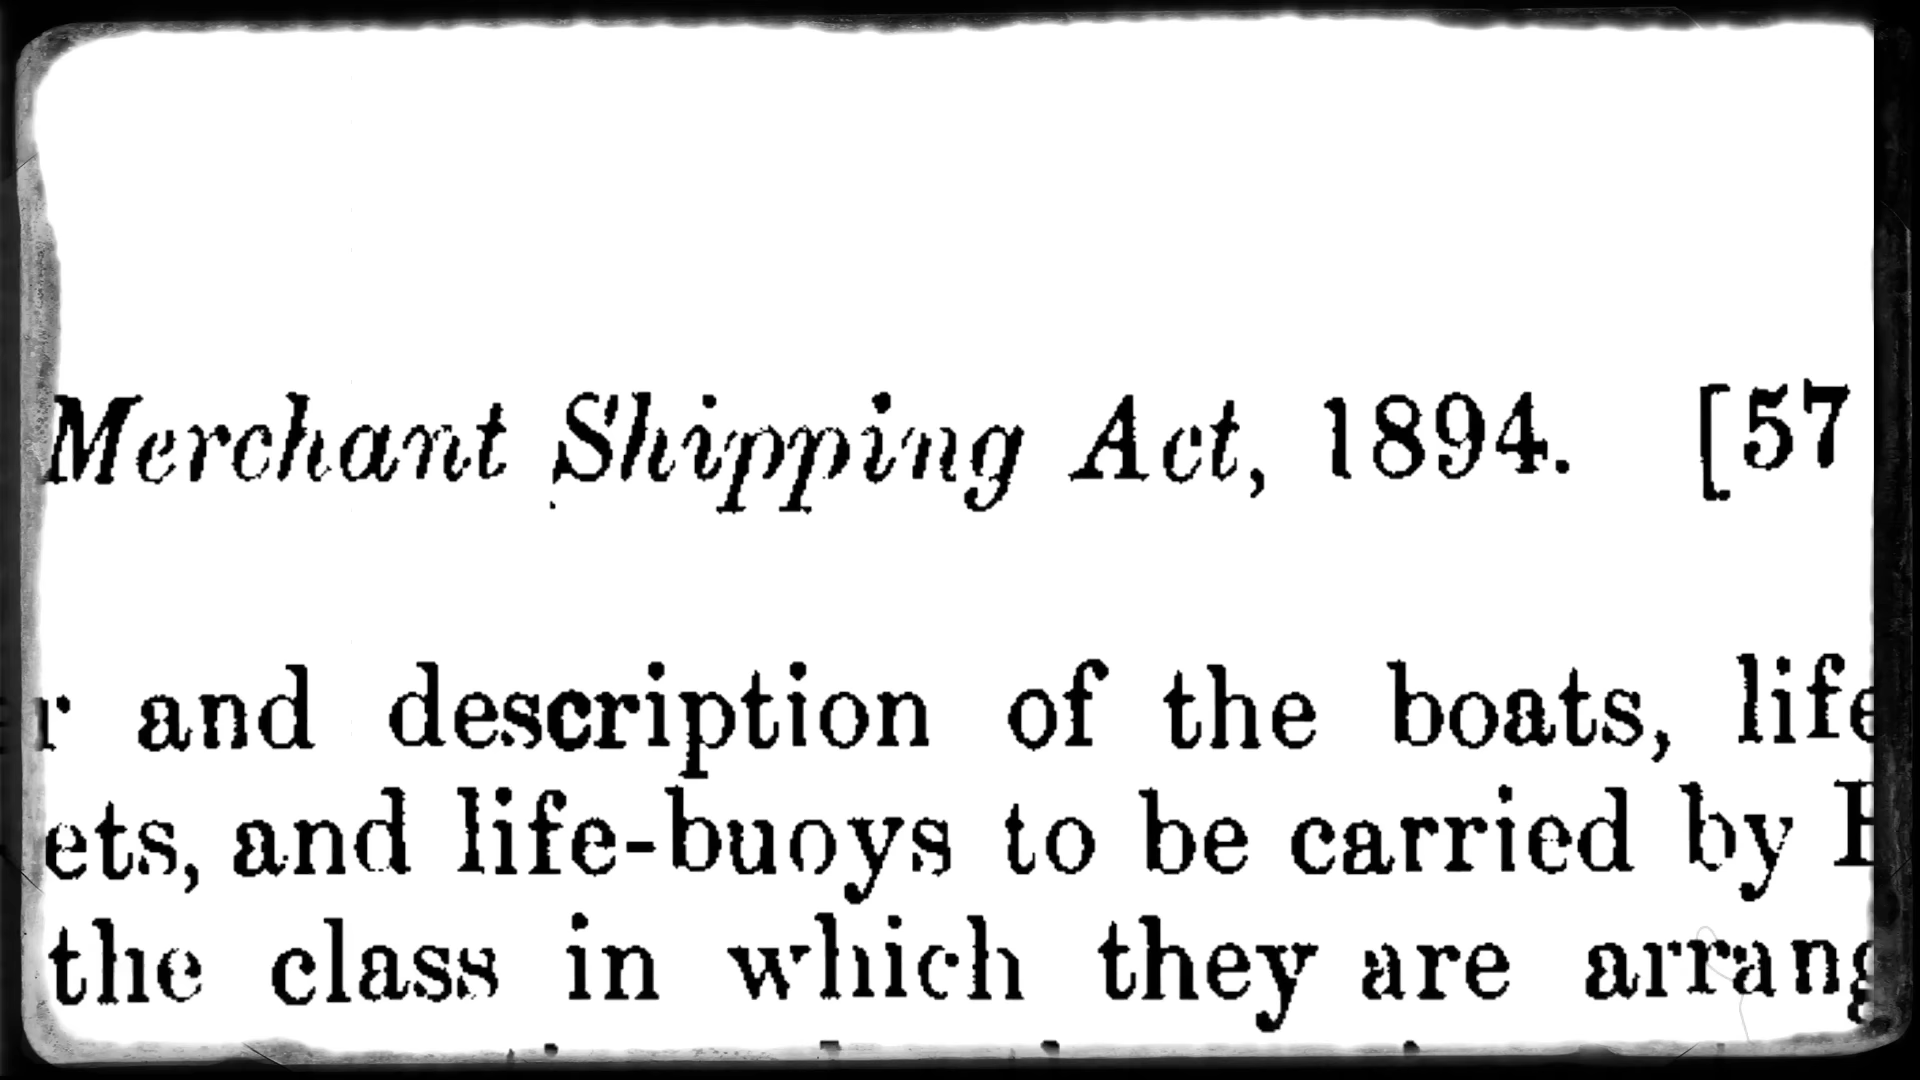 Merchant Shipping Act, 1894. [57
and description of the boats, life
ets, and life-buoys to be carried by
the class in which they are arrang